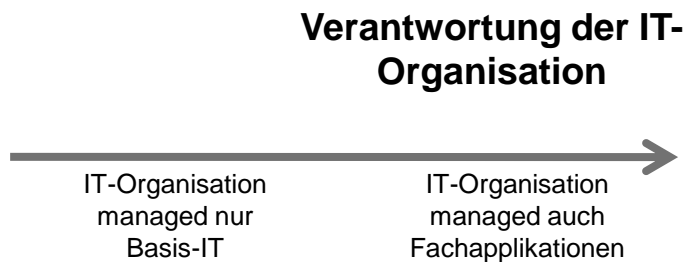 Verantwortung der IT-
Organisation
IT-Organisation
managed nur
Basis-IT
IT-Organisation
managed auch
Fachapplikationen